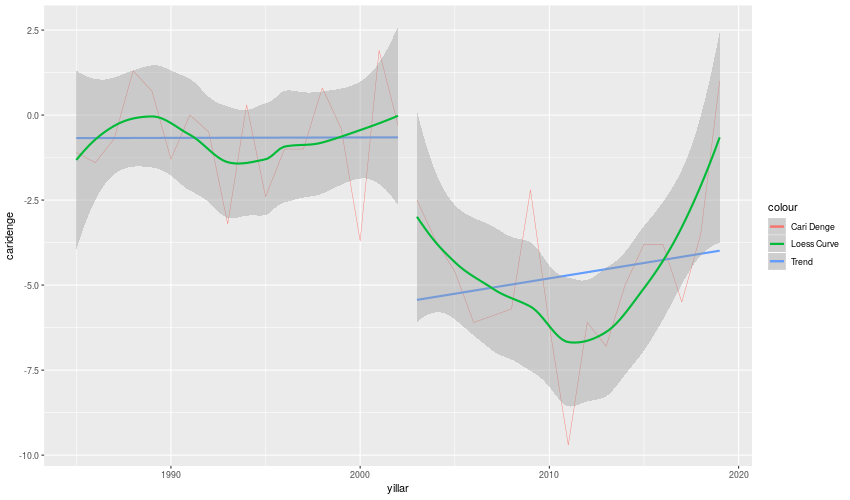 2.5
0.0
-2.5
-5.0
-7.5
-10.0
caridenge
1990
2000
2010
2020
yillar
colour
Cari Denge
Loess Curve
Trend